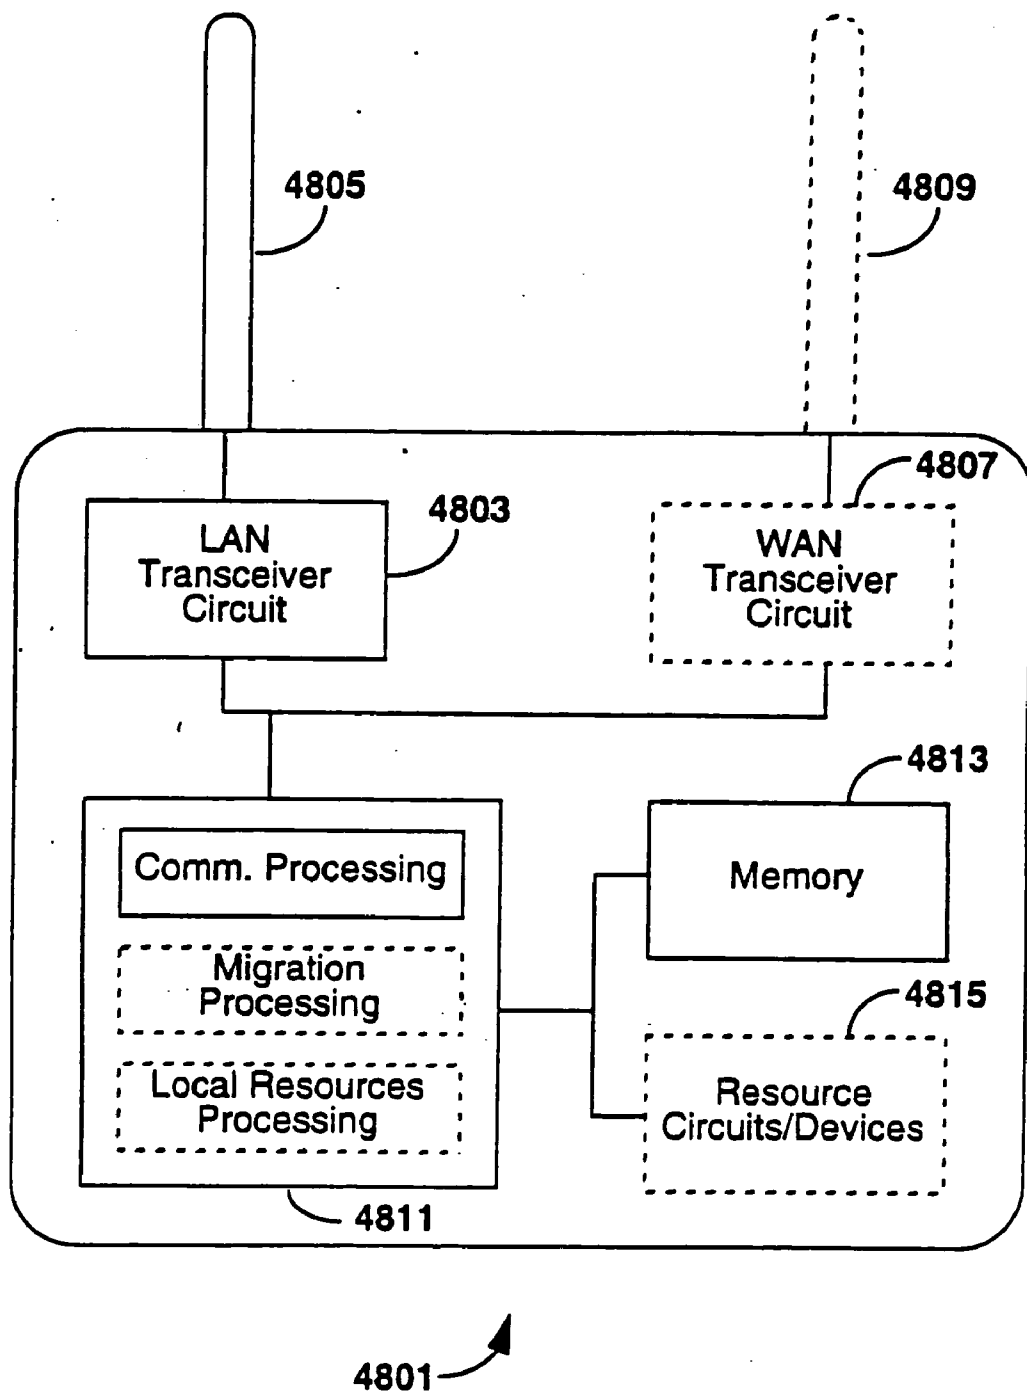 4805
4809
4807
4803
LAN
Transceiver
Circuit
WAN
Transceiver
Circuit
4813
Comm. Processing
Memory
Migration
Processing
4815
Local Resources
Processing
Resource
Circuits/Devices
4811
4801